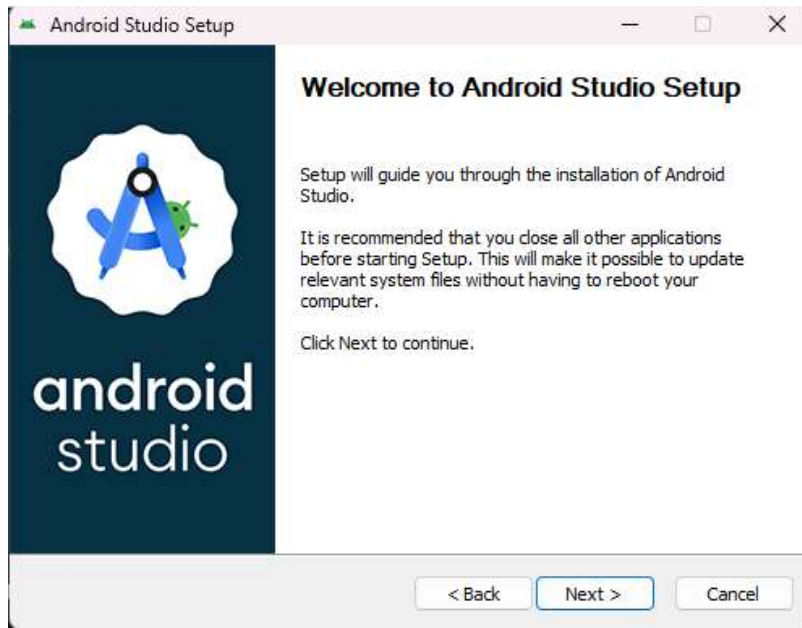 Android Studio Setup
Welcome to Android Studio Setup
Setup will guide you through the installation of Android
Studio.
It is recommended that you close all other applications
before starting Setup. This will make it possible to update
relevant system files without having to reboot your
computer.
Click Next to continue.
android
studio
< Back Next > Cancel